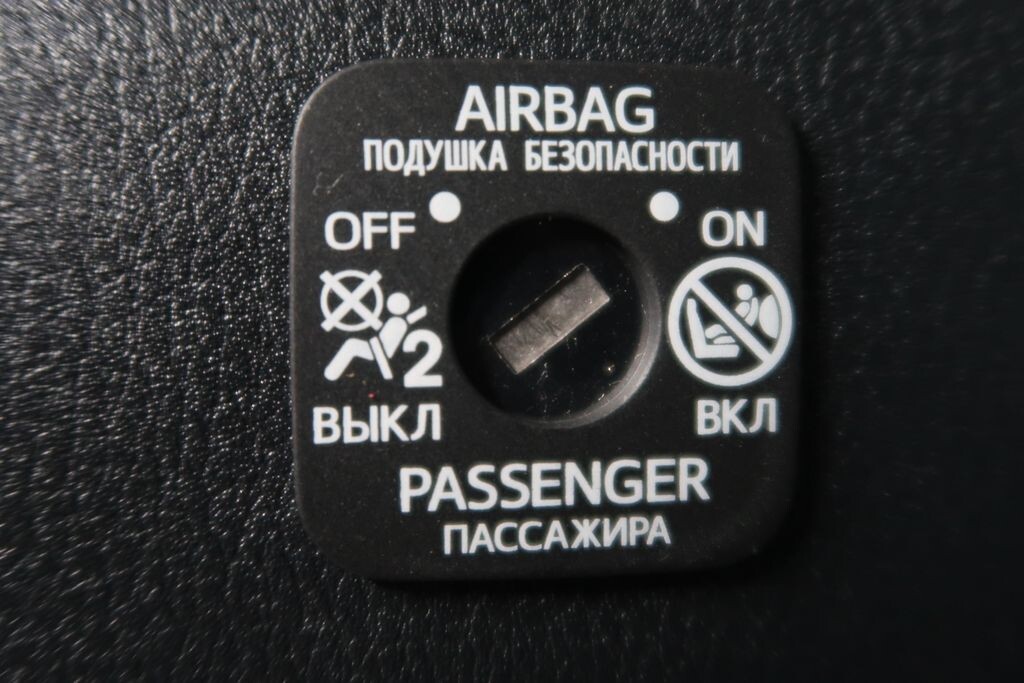 AIRBAG
ПОДУШКА БЕЗОПАСНОСТИ
OFF
ON
2
ВЫКЛ
ВКЛ
PASSENGER
ПАССАЖИРА